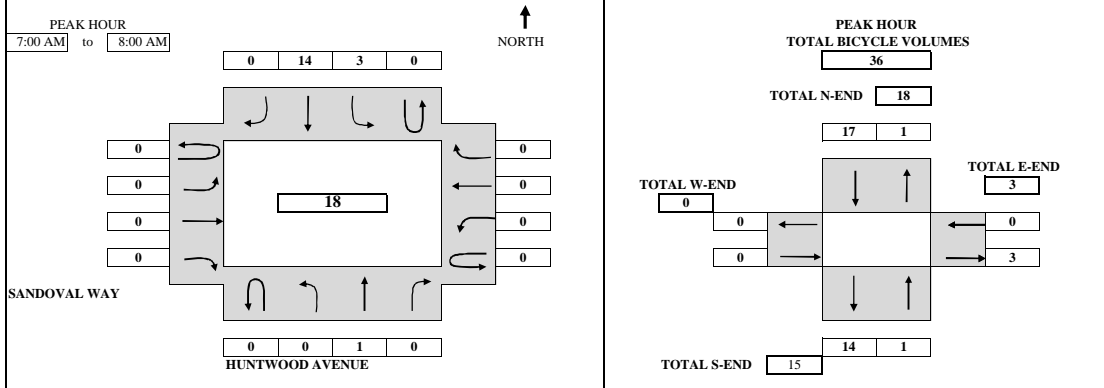 PEAK HOUR
7:00 AM to 8:00 AM
NORTH
0 14 3 0
0 0
0 0
18
0 0
0 0
SANDOVAL WAY
0 0 1 0
HUNTWOOD AVENUE
PEAK HOUR
TOTAL BICYCLE VOLUMES
36
TOTAL N-END 18
17 1
TOTAL E-END
3
TOTAL W-END
0
0 0
0 3
14 1
TOTAL S-END 15